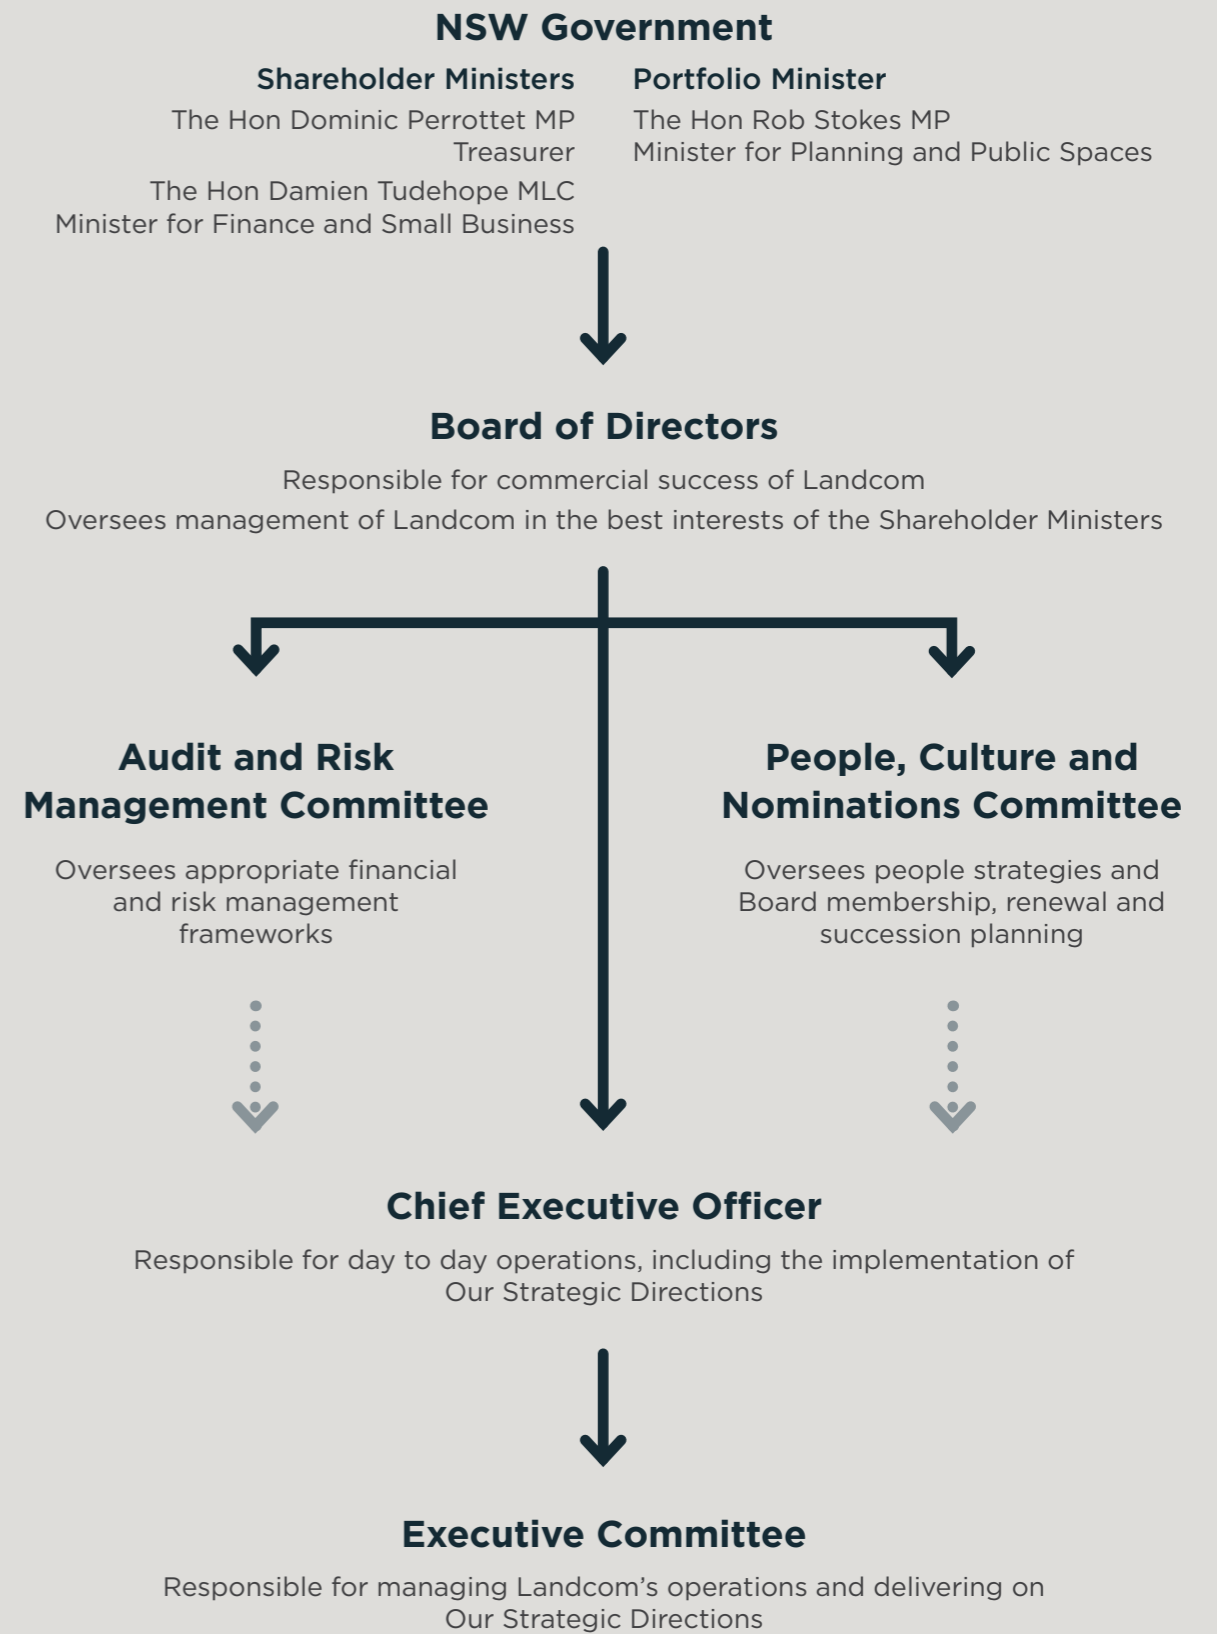 NSW Government
Shareholder Ministers
The Hon Dominic Perrottet MP
Treasurer
The Hon Damien Tudehope MLC
Minister for Finance and Small Business
Portfolio Minister
The Hon Rob Stokes MP
Minister for Planning and Public Spaces
Board of Directors
Responsible for commercial success of Landcom
Oversees management of Landcom in the best interests of the Shareholder Ministers
Audit and Risk
Management Committee
Oversees appropriate financial
and risk management
frameworks
People, Culture and
Nominations Committee
Oversees people strategies and
Board membership, renewal and
succession planning
Chief Executive Officer
Responsible for day to day operations, including the implementation of
Our Strategic Directions
Executive Committee
Responsible for managing Landcom’s operations and delivering on
Our Strategic Directions